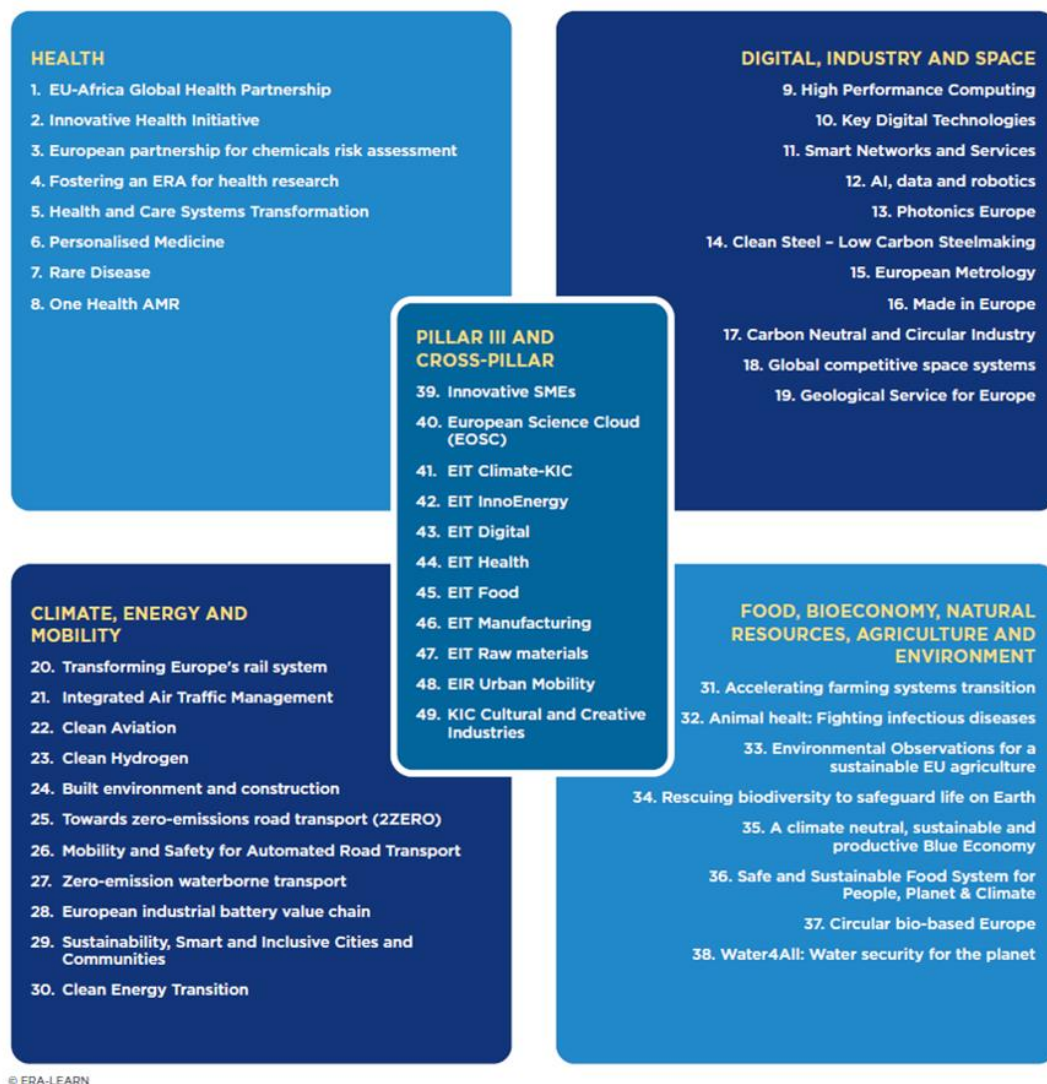 HEALTH
1. EU-Africa Global Health Partnership
2. Innovative Health Initiative
3. European partnership for chemicals risk assessment
4. Fostering an ERA for health research
5. Health and Care Systems Transformation
6. Personalised Medicine
7. Rare Disease
8. One Health AMR
DIGITAL, INDUSTRY AND SPACE
9. High Performance Computing
10. Key Digital Technologies
11. Smart Networks and Services
12. AI, data and robotics
13. Photonics Europe
14. Clean Steel – Low Carbon Steelmaking
15. European Metrology
16. Made in Europe
17. Carbon Neutral and Circular Industry
18. Global competitive space systems
19. Geological Service for Europe
PILLAR III AND
CROSS-PILLAR
39. Innovative SMEs
40. European Science Cloud
(EOSC)
41. EIT Climate-KIC
42. EIT InnoEnergy
43. EIT Digital
44. EIT Health
45. EIT Food
46. EIT Manufacturing
47. EIT Raw materials
48. EIR Urban Mobility
49. KIC Cultural and Creative
Industries
CLIMATE, ENERGY AND
MOBILITY
20. Transforming Europe's rail system
21. Integrated Air Traffic Management
22. Clean Aviation
23. Clean Hydrogen
24. Built environment and construction
25. Towards zero-emissions road transport (2ZERO)
26. Mobility and Safety for Automated Road Transport
27. Zero-emission waterborne transport
28. European industrial battery value chain
29. Sustainability, Smart and Inclusive Cities and
Communities
30. Clean Energy Transition
FOOD, BIOECONOMY, NATURAL
RESOURCES, AGRICULTURE AND
ENVIRONMENT
31. Accelerating farming systems transition
32. Animal healt: Fighting infectious diseases
33. Environmental Observations for a
sustainable EU agriculture
34. Rescuing biodiversity to safeguard life on Earth
35. A climate neutral, sustainable and
productive Blue Economy
36. Safe and Sustainable Food System for
People, Planet & Climate
37. Circular bio-based Europe
38. Water4All: Water security for the planet
© ERA-LEARN